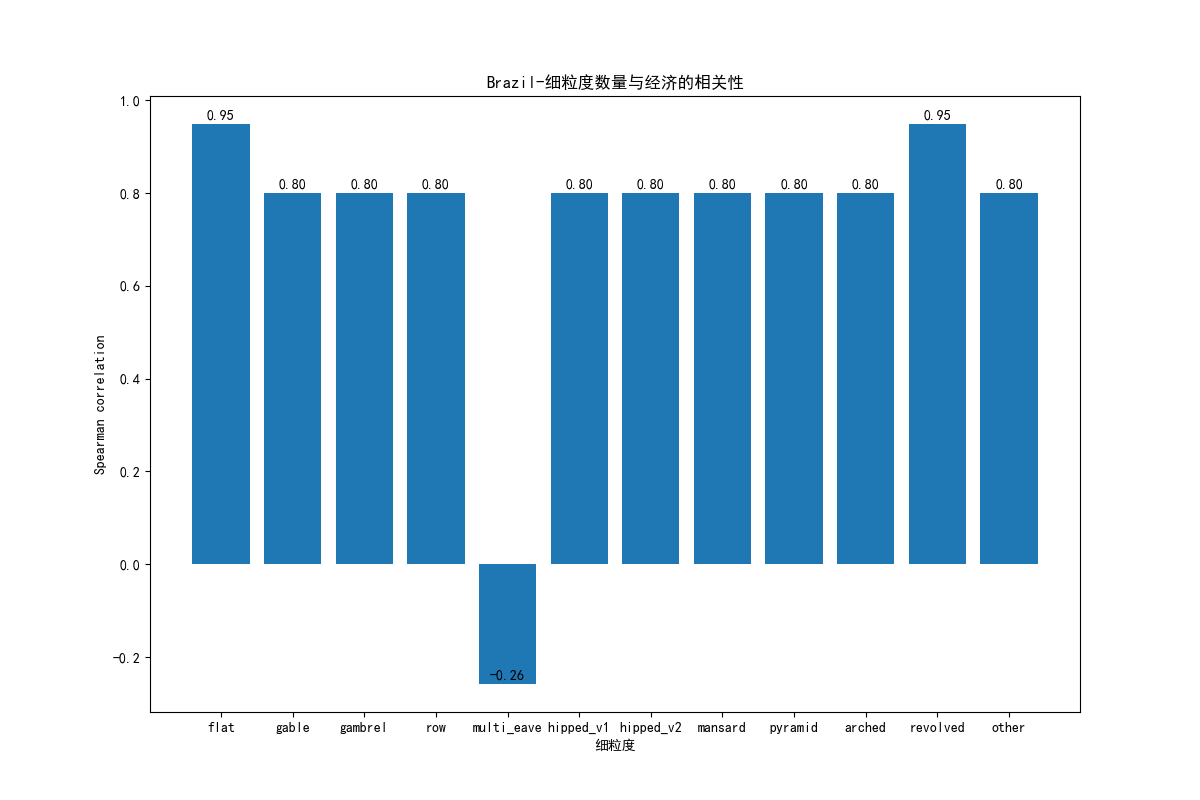 Brazil-细粒度数量与经济的相关性
1.0
0.8
0.6
0.4
0.2
0.0
-0.2
Spearman correlation
0.95
0.80
0.80
0.80
-0.26
0.80
0.80
0.80
0.80
0.80
0.95
0.80
flat
gable
gambrel
row
multi_eave
hipped_v1
hipped_v2
mansard
pyramid
arched
revolved
other
细粒度